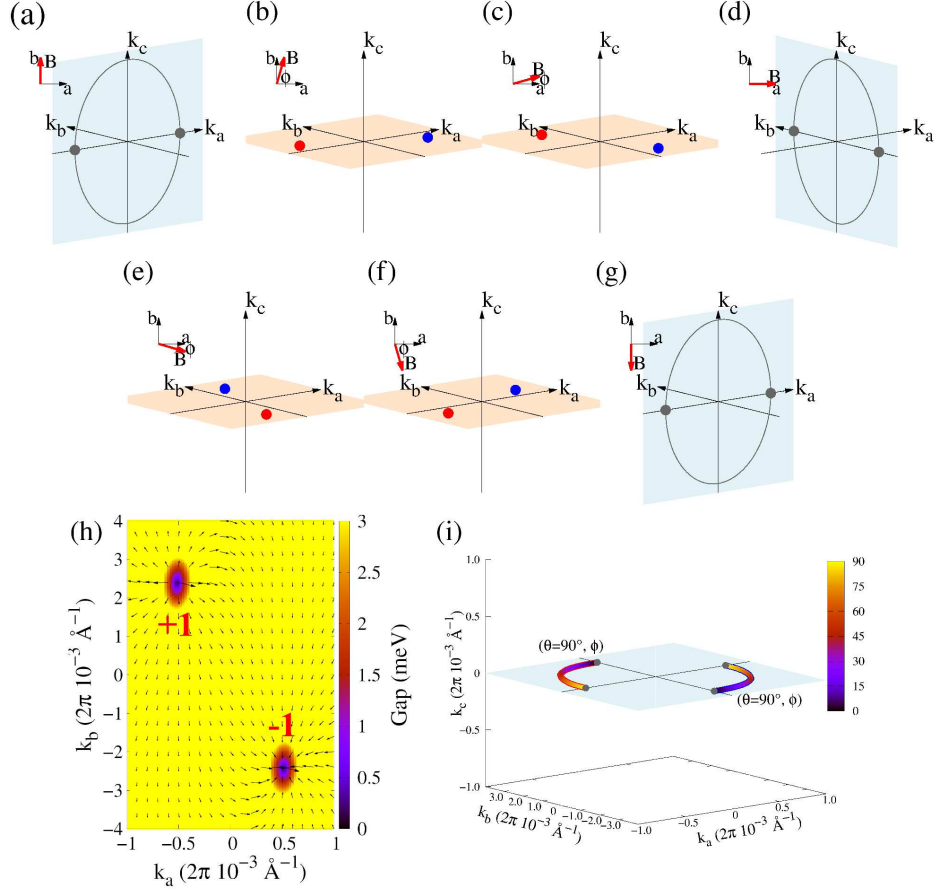 (a)
b
B
a
k_c
k_b
k_a
(b)
b
B
ϕ
a
k_c
k_b
k_a
(c)
b
B
ϕ
a
k_c
k_b
k_a
(d)
b
B
a
k_c
k_b
k_a
(e)
b
a
ϕ
B
k_c
k_b
k_a
(f)
b
a
ϕ
B
k_c
k_b
k_a
(g)
b
a
B
k_c
k_b
k_a
(h)
4
3
2
1
0
-1
-2
-3
-4
k_b (2π 10⁻³ Å⁻¹)
+1
-1
-1 -0.5 0 0.5 1
k_a (2π 10⁻³ Å⁻¹)
3
2.5
2
1.5
1
0.5
0
Gap (meV)
(i)
1.0
0.5
0
-0.5
-1.0
k_c (2π 10⁻³ Å⁻¹)
(θ=90°, ϕ)
(θ=90°, ϕ)
90
75
60
45
30
15
0
3.0 2.0 1.0 0 -1.0 -2.0 -3.0
k_b (2π 10⁻³ Å⁻¹)
-1.0 -0.5 0 0.5 1.0
k_a (2π 10⁻³ Å⁻¹)